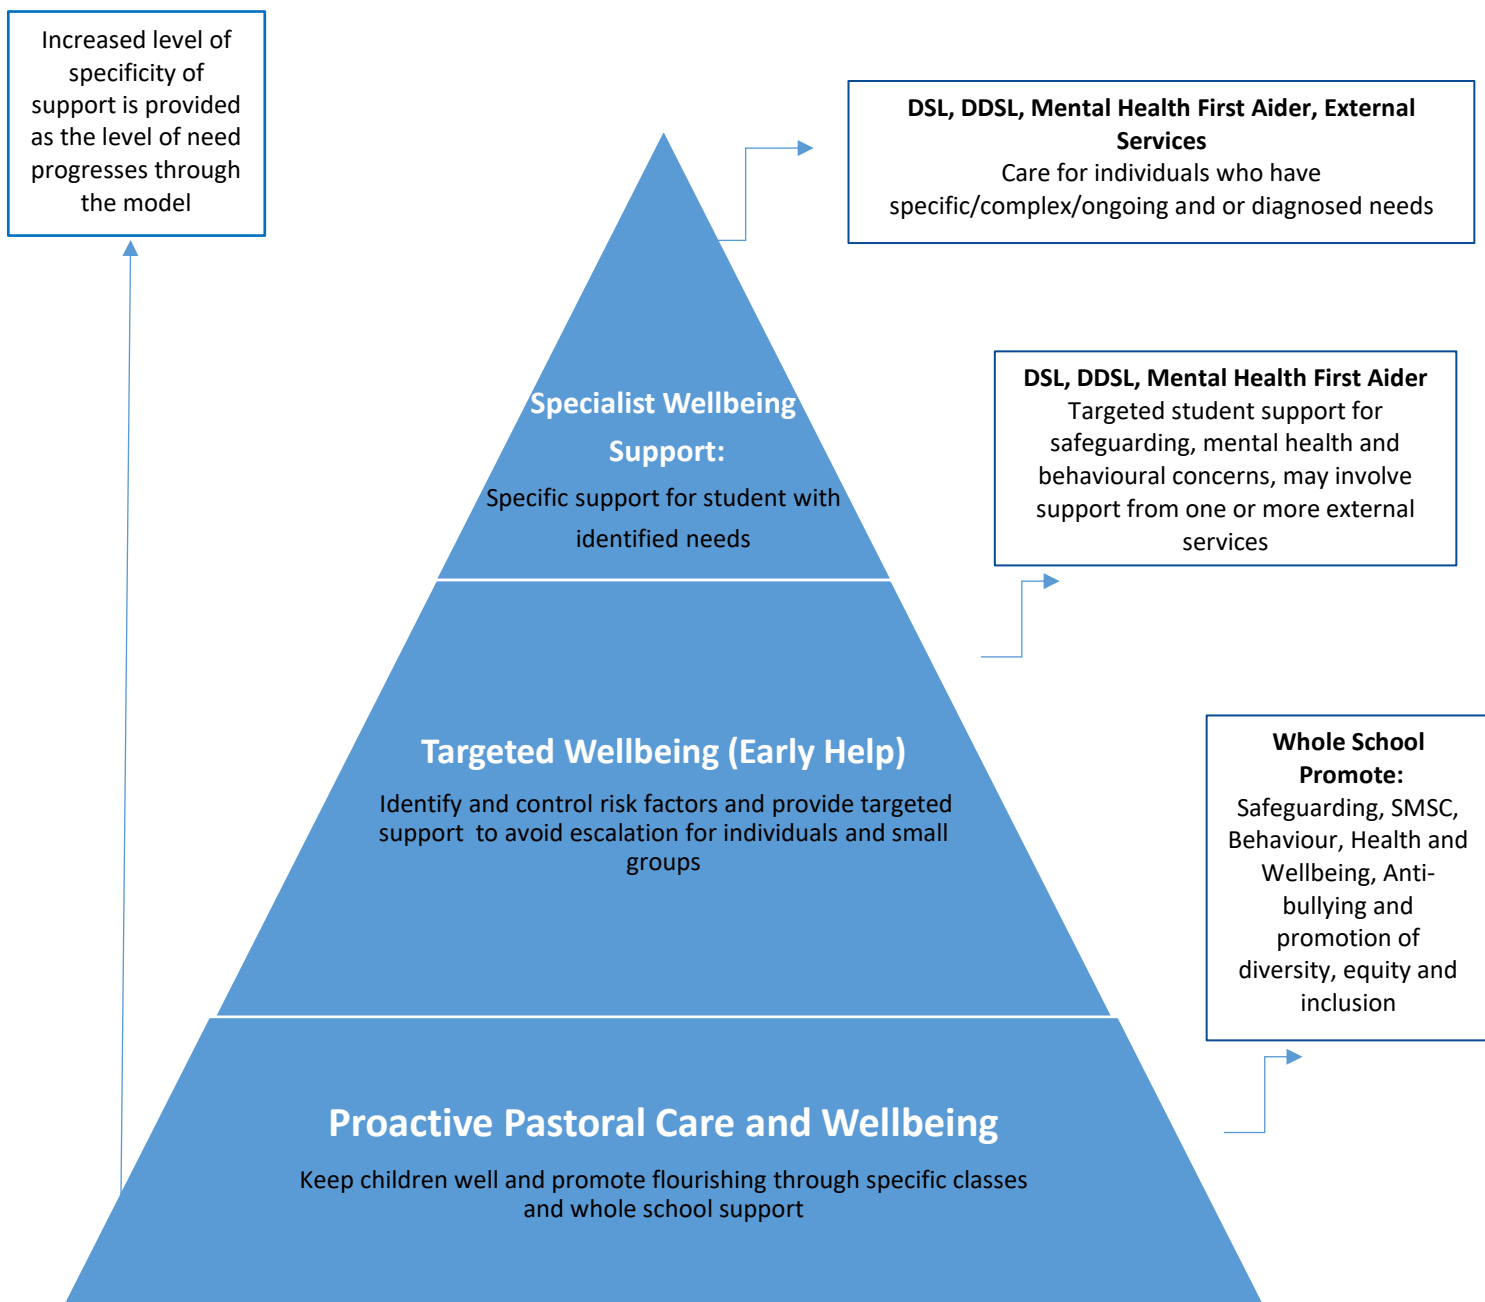 Increased level of
specificity of
support is provided
as the level of need
progresses through
the model
DSL, DDSL, Mental Health First Aider, External
Services
Care for individuals who have
specific/complex/ongoing and or diagnosed needs
Specialist Wellbeing
Support:
Specific support for student with
identified needs
DSL, DDSL, Mental Health First Aider
Targeted student support for
safeguarding, mental health and
behavioural concerns, may involve
support from one or more external
services
Targeted Wellbeing (Early Help)
Identify and control risk factors and provide targeted
support to avoid escalation for individuals and small
groups
Whole School
Promote:
Safeguarding, SMSC,
Behaviour, Health and
Wellbeing, Anti-
bullying and
promotion of
diversity, equity and
inclusion
Proactive Pastoral Care and Wellbeing
Keep children well and promote flourishing through specific classes
and whole school support